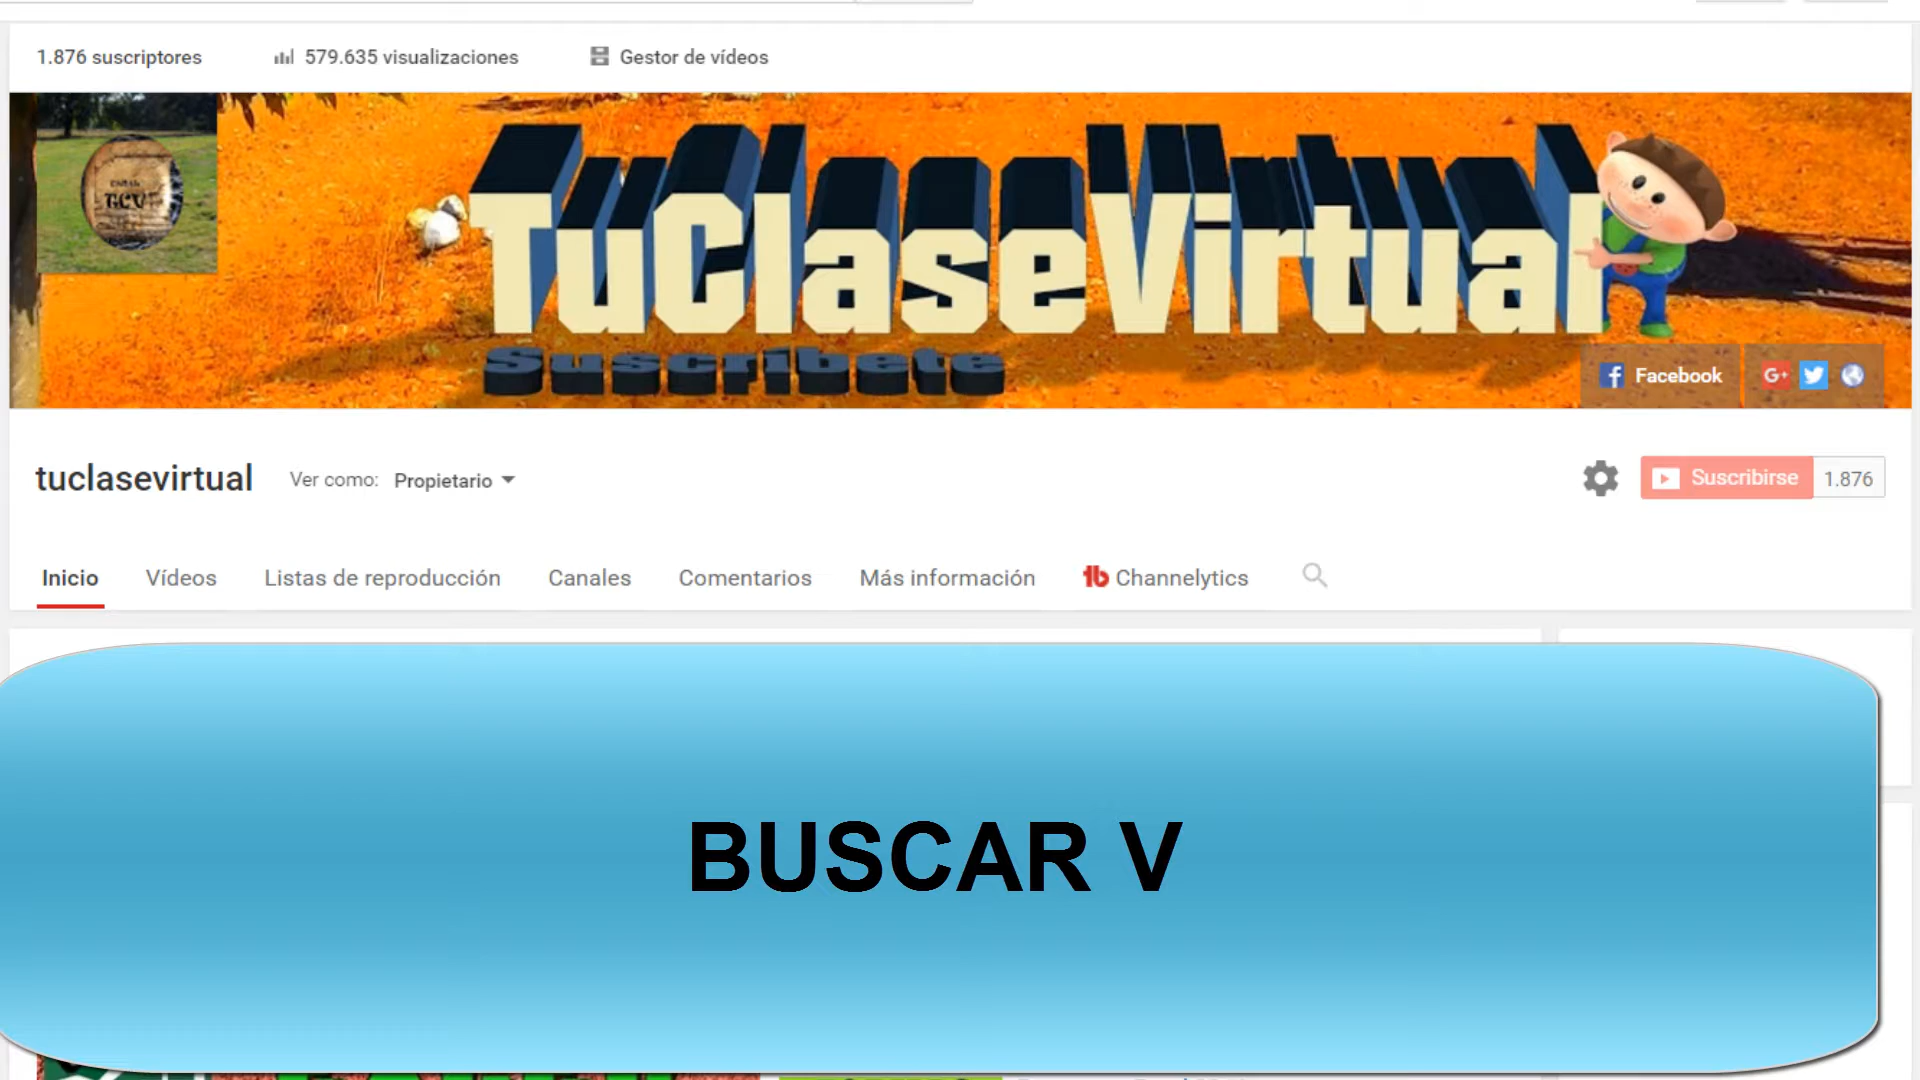 1.876 suscriptores 579.635 visualizaciones Gestor de vídeos
TuClaseVirtual
Suscribete
Facebook G+
tuclasevirtual Ver como: Propietario Suscribirse 1.876
Inicio Vídeos Listas de reproducción Canales Comentarios Más información Channelytics
BUSCAR V